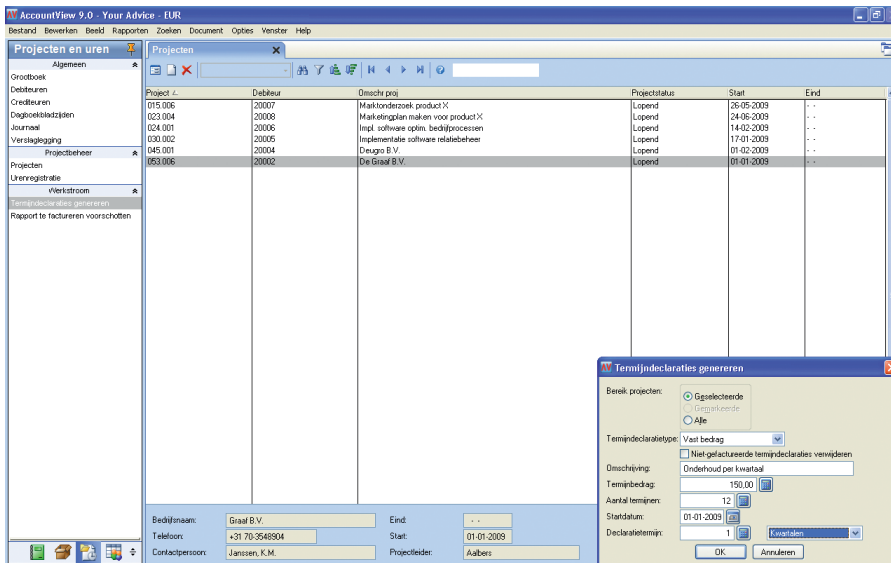 AccountView 9.0 - Your Advice - EUR
Bestand Bewerken Beeld Rapporten Zoeken Document Opties Venster Help
Projecten en uren
Algemeen
Grootboek
Debiteuren
Crediteuren
Dagboekbladzijden
Journaal
Verslaglegging
Projectbeheer
Projecten
Urenregistratie
Werkstroom
Termijndeclaraties genereren
Rapport te factureren voorschotten
Projecten
Project Debiteur Omschr proj Projectstatus Start Eind
015.006 20007 Marktonderzoek product X Lopend 26-05-2009 - -
023.004 20008 Marketingplan maken voor product X Lopend 24-06-2009 - -
024.001 20006 Impl. software optim. bedrijfprocessen Lopend 14-02-2009 - -
030.002 20005 Implementatie software relatiebeheer Lopend 17-01-2009 - -
045.001 20004 Deugro B.V. Lopend 01-02-2009 - -
053.006 20002 De Graaf B.V. Lopend 01-01-2009 - -
Bedrijfsnaam: Graaf B.V. Eind: - -
Telefoon: +31 70-3548904 Start: 01-01-2009
Contactpersoon: Janssen, K.M. Projectleider: Aalbers
Termijndeclaraties genereren
Bereik projecten: Geselecteerde
Gemarkeerde
Alle
Termijndeclaratietype: Vast bedrag
Niet-gefactureerde termijndeclaraties verwijderen
Omschrijving: Onderhoud per kwartaal
Termijnbedrag: 150,00
Aantal termijnen: 12
Startdatum: 01-01-2009
Declaratietermijn: 1 Kwartalen
OK Annuleren